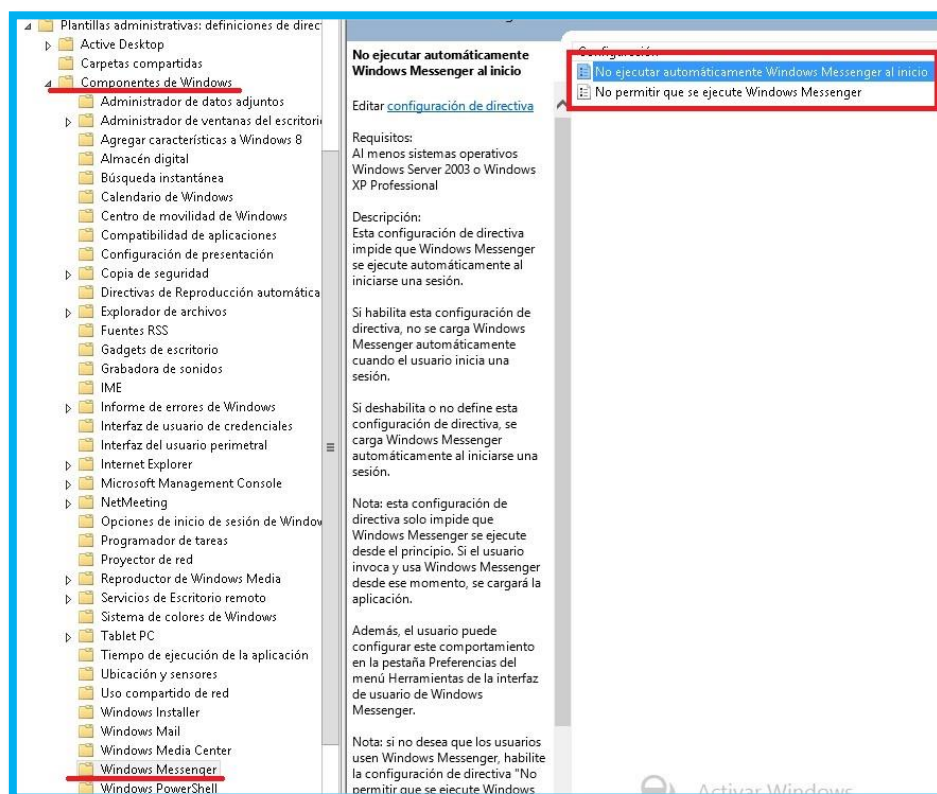 Plantillas administrativas: definiciones de direct
Active Desktop
Carpetas compartidas
Componentes de Windows
Administrador de datos adjuntos
Administrador de ventanas del escritorio
Agregar características a Windows 8
Almacén digital
Búsqueda instantánea
Calendario de Windows
Centro de movilidad de Windows
Compatibilidad de aplicaciones
Configuración de presentación
Copia de seguridad
Directivas de Reproducción automática
Explorador de archivos
Fuentes RSS
Gadgets de escritorio
Grabadora de sonidos
IME
Informe de errores de Windows
Interfaz de usuario de credenciales
Interfaz del usuario perimetral
Internet Explorer
Microsoft Management Console
NetMeeting
Opciones de inicio de sesión de Window
Programador de tareas
Proyector de red
Reproductor de Windows Media
Servicios de Escritorio remoto
Sistema de colores de Windows
Tablet PC
Tiempo de ejecución de la aplicación
Ubicación y sensores
Uso compartido de red
Windows Installer
Windows Mail
Windows Media Center
Windows Messenger
Windows PowerShell
No ejecutar automáticamente
Windows Messenger al inicio
Editar configuración de directiva
Requisitos:
Al menos sistemas operativos
Windows Server 2003 o Windows
XP Professional
Descripción:
Esta configuración de directiva
impide que Windows Messenger
se ejecute automáticamente al
iniciarse una sesión.
Si habilita esta configuración de
directiva, no se carga Windows
Messenger automáticamente
cuando el usuario inicia una
sesión.
Si deshabilita o no define esta
configuración de directiva, se
carga Windows Messenger
automáticamente al iniciarse una
sesión.
Nota: esta configuración de
directiva solo impide que
Windows Messenger se ejecute
desde el principio. Si el usuario
invoca y usa Windows Messenger
desde ese momento, se cargará la
aplicación.
Además, el usuario puede
configurar este comportamiento
en la pestaña Preferencias del
menú Herramientas de la interfaz
de usuario de Windows
Messenger.
Nota: si no desea que los usuarios
usen Windows Messenger, habilite
la configuración de directiva "No
permitir que se ejecute Windows
Configuración
No ejecutar automáticamente Windows Messenger al inicio
No permitir que se ejecute Windows Messenger
Activar Windows